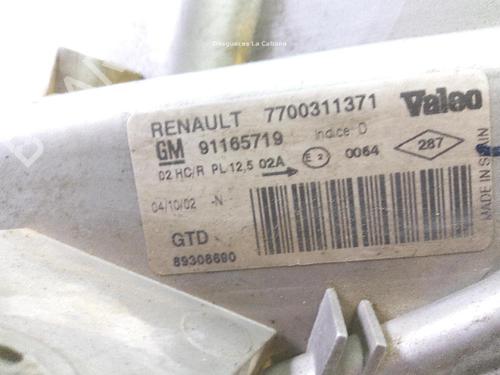 Desguaces La Cabana
RENAULT 7700311371 Valeo
GM 91165719 Indice D
02 HC/R PL 12,5 02A E2 0064 287
04/10/02 -N
GTD
89308690
MADE IN SPAIN